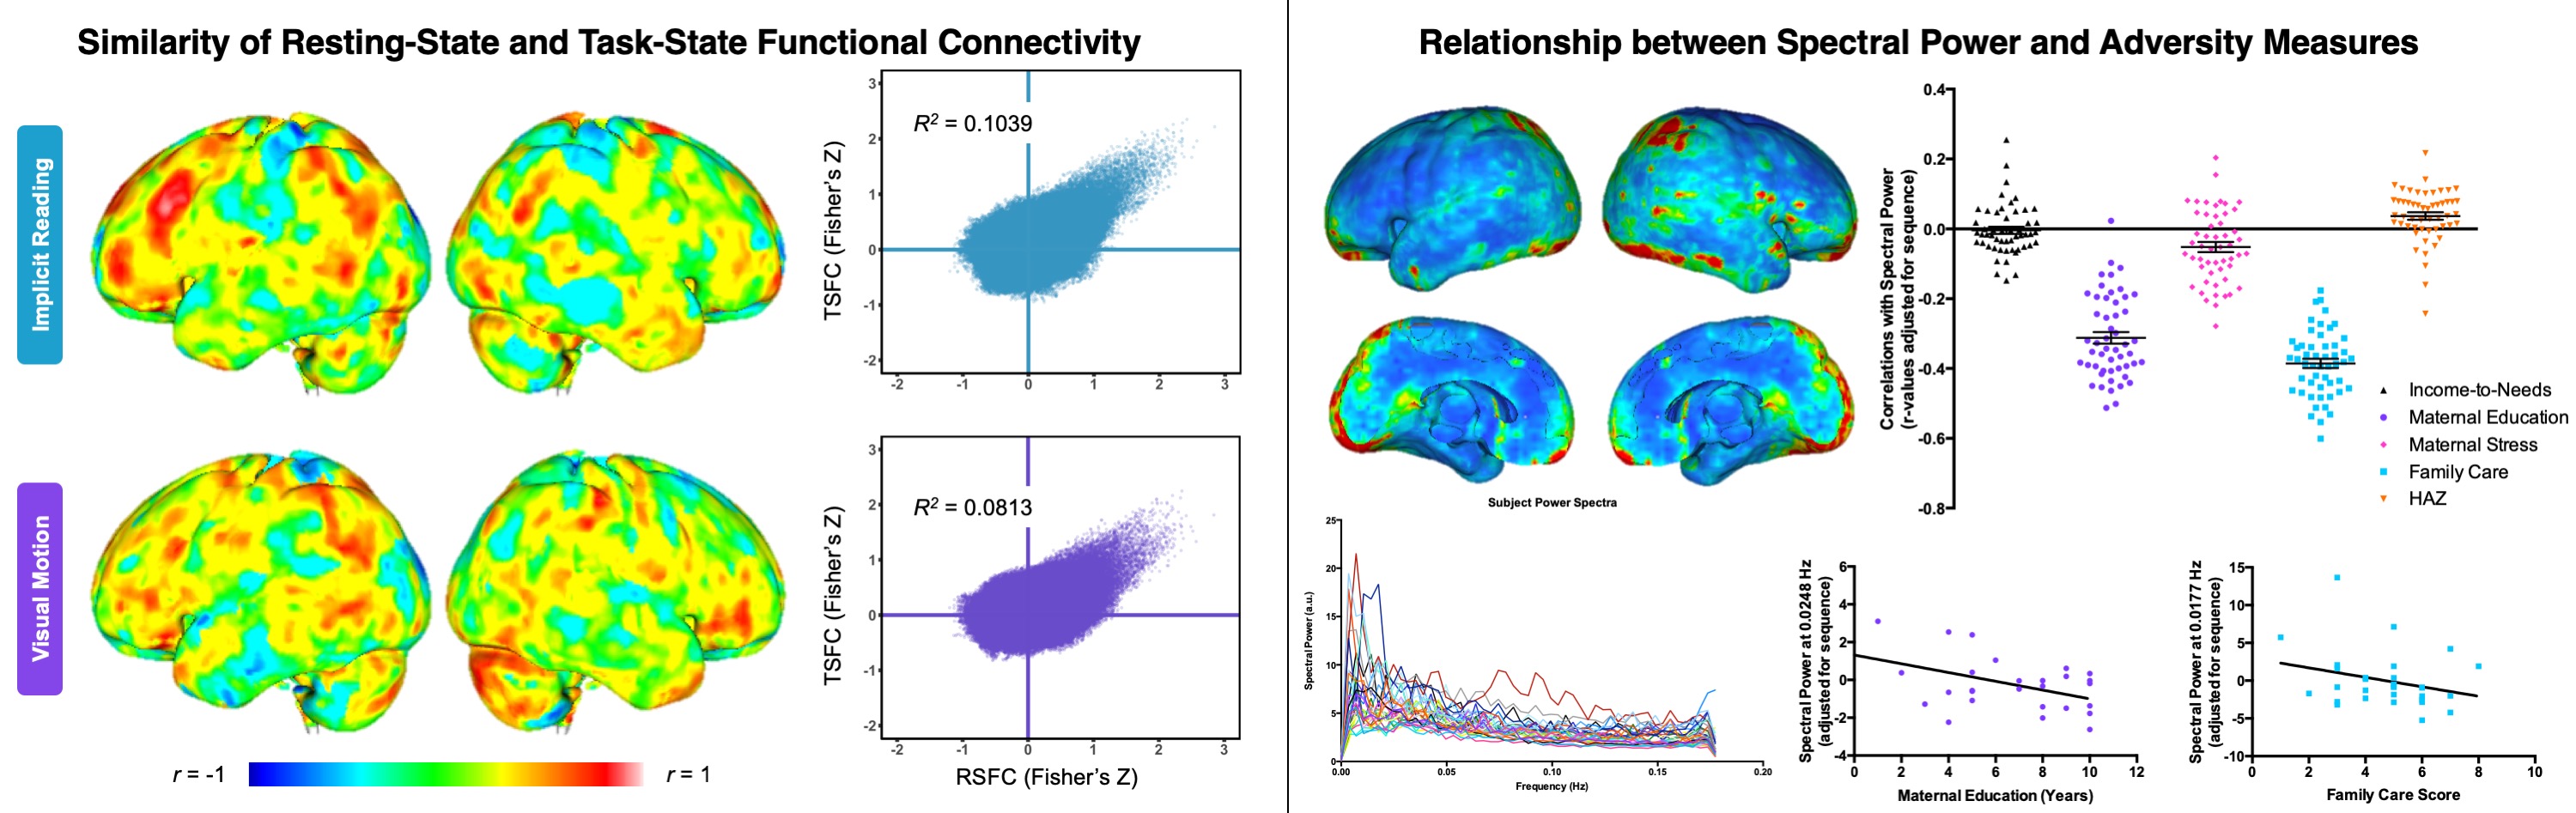 Similarity of Resting-State and Task-State Functional Connectivity
Implicit Reading
Visual Motion
r = -1
r = 1
TSFC (Fisher's Z)
3
2
1
0
-1
-2
R² = 0.1039
-2 -1 0 1 2 3
TSFC (Fisher's Z)
3
2
1
0
-1
-2
R² = 0.0813
-2 -1 0 1 2 3
RSFC (Fisher's Z)
Relationship between Spectral Power and Adversity Measures
Correlations with Spectral Power
(r-values adjusted for sequence)
0.4
0.2
0.0
-0.2
-0.4
-0.6
-0.8
Income-to-Needs
Maternal Education
Maternal Stress
Family Care
HAZ
Subject Power Spectra
Spectral Power (a.u.)
25
20
15
10
5
0
0.00 0.05 0.10 0.15 0.20
Frequency (Hz)
Spectral Power at 0.0248 Hz
(adjusted for sequence)
6
4
2
0
-2
-4
0 2 4 6 8 10 12
Maternal Education (Years)
Spectral Power at 0.0177 Hz
(adjusted for sequence)
15
10
5
0
-5
-10
0 2 4 6 8 10
Family Care Score